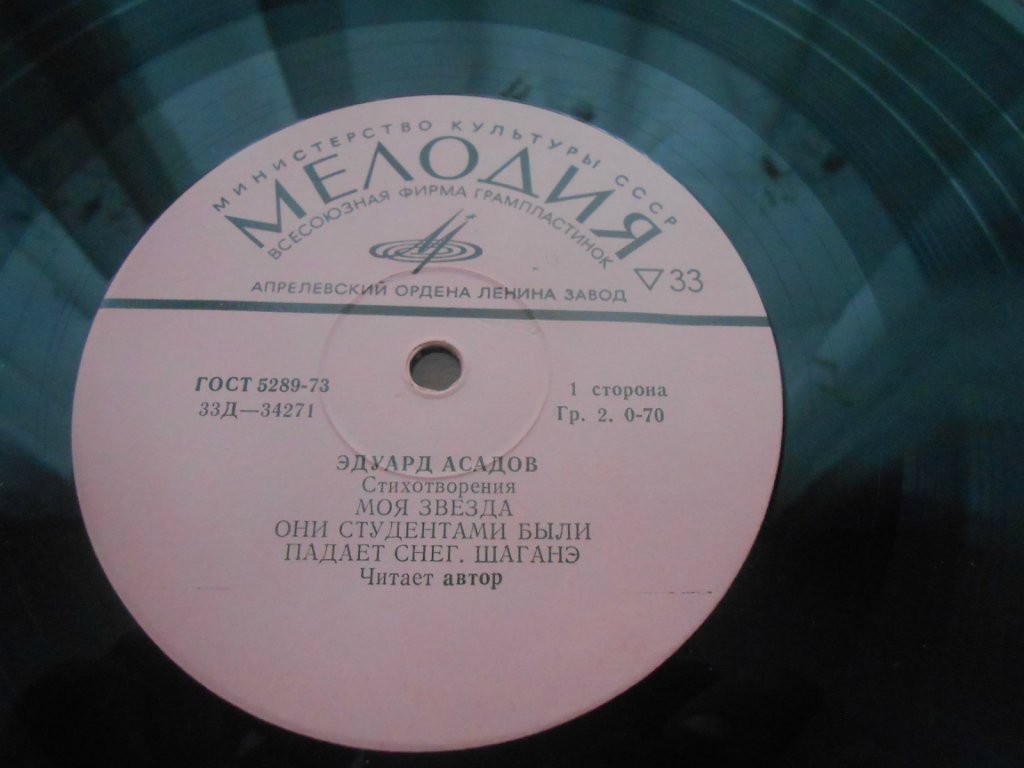 МИНИСТЕРСТВО КУЛЬТУРЫ СССР
МЕЛОДИЯ
ВСЕСОЮЗНАЯ ФИРМА ГРАМПЛАСТИНОК
АПРЕЛЕВСКИЙ ОРДЕНА ЛЕНИНА ЗАВОД
▽33
ГОСТ 5289-73
33Д—34271
1 сторона
Гр. 2. 0-70
ЭДУАРД АСАДОВ
Стихотворения
МОЯ ЗВЕЗДА
ОНИ СТУДЕНТАМИ БЫЛИ
ПАДАЕТ СНЕГ. ШАГАНЭ
Читает автор